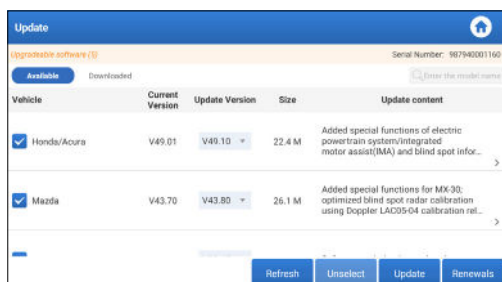 Update
Upgradeable software (5)
Serial Number: 987940001160
Available
Downloaded
Enter the model name
Vehicle
Current Version
Update Version
Size
Update content
Honda/Acura
V49.01
V49.10
22.4 M
Added special functions of electric
powertrain system/integrated
motor assist(IMA) and blind spot infor...
Mazda
V43.70
V43.80
26.1 M
Added special functions for MX-30;
optimized blind spot radar calibration
using Doppler LAC05-04 calibration rel...
Refresh
Unselect
Update
Renewals